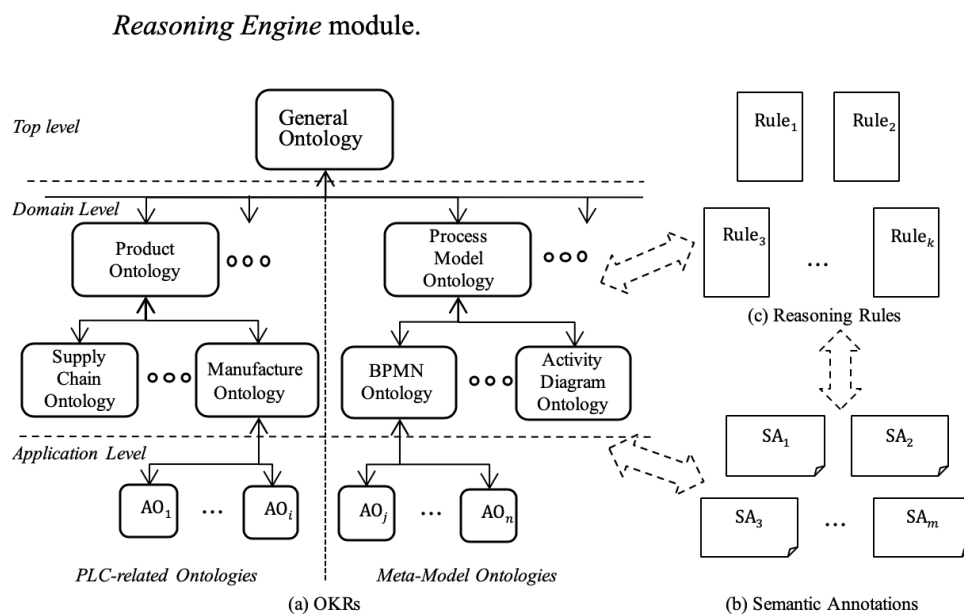 Reasoning Engine module.
Top level
General
Ontology
Rule₁
Rule₂
Domain Level
Product
Ontology
Process
Model
Ontology
Rule₃
...
Ruleₖ
(c) Reasoning Rules
Supply
Chain
Ontology
Manufacture
Ontology
BPMN
Ontology
Activity
Diagram
Ontology
Application Level
SA₁
SA₂
AO₁
...
AOᵢ
AOⱼ
...
AOₙ
SA₃
...
SAₘ
PLC-related Ontologies
Meta-Model Ontologies
(a) OKRs
(b) Semantic Annotations